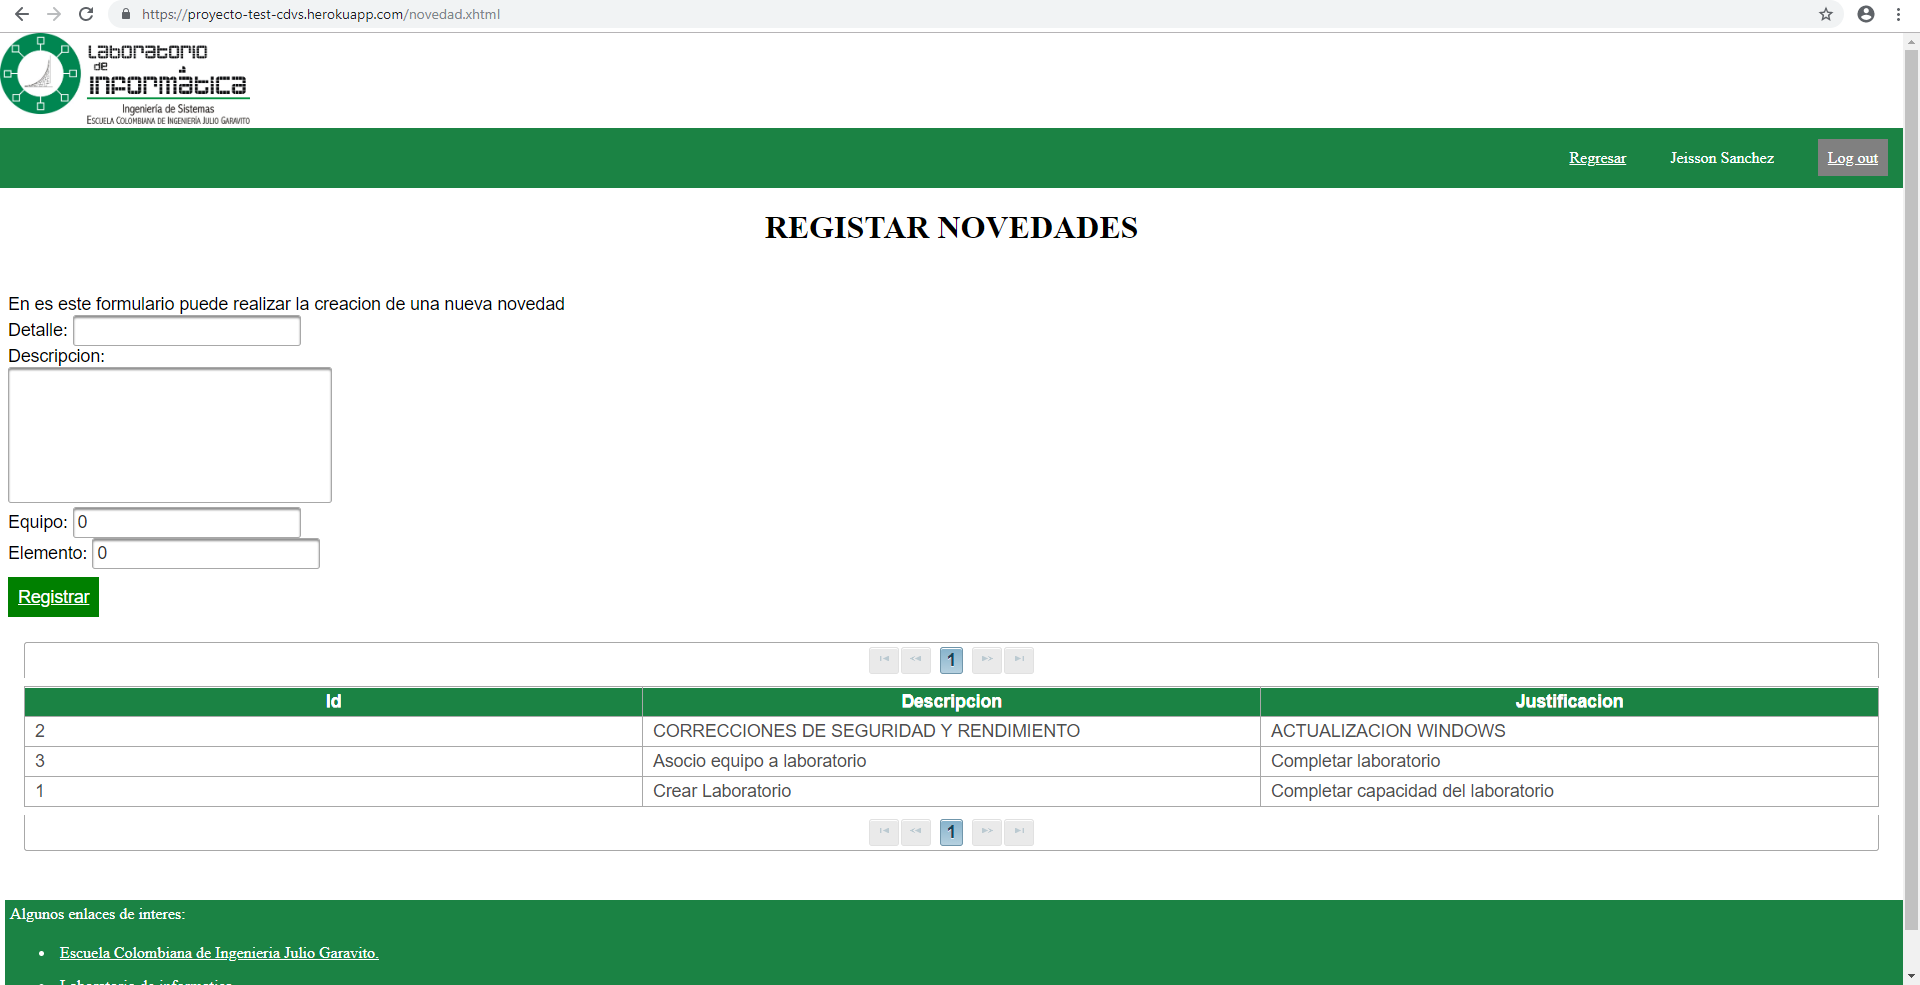 https://proyecto-test-cdvs.herokuapp.com/novedad.xhtml
Laboratorio
de
informática
Ingeniería de Sistemas
Escuela Colombiana de Ingeniería Julio Garavito
Regresar Jeisson Sanchez Log out
REGISTAR NOVEDADES
En es este formulario puede realizar la creacion de una nueva novedad
Detalle:
Descripcion:
Equipo: 0
Elemento: 0
Registrar
1
Id Descripcion Justificacion
2 CORRECCIONES DE SEGURIDAD Y RENDIMIENTO ACTUALIZACION WINDOWS
3 Asocio equipo a laboratorio Completar laboratorio
1 Crear Laboratorio Completar capacidad del laboratorio
1
Algunos enlaces de interes:
Escuela Colombiana de Ingenieria Julio Garavito.
Laboratorio de informatica